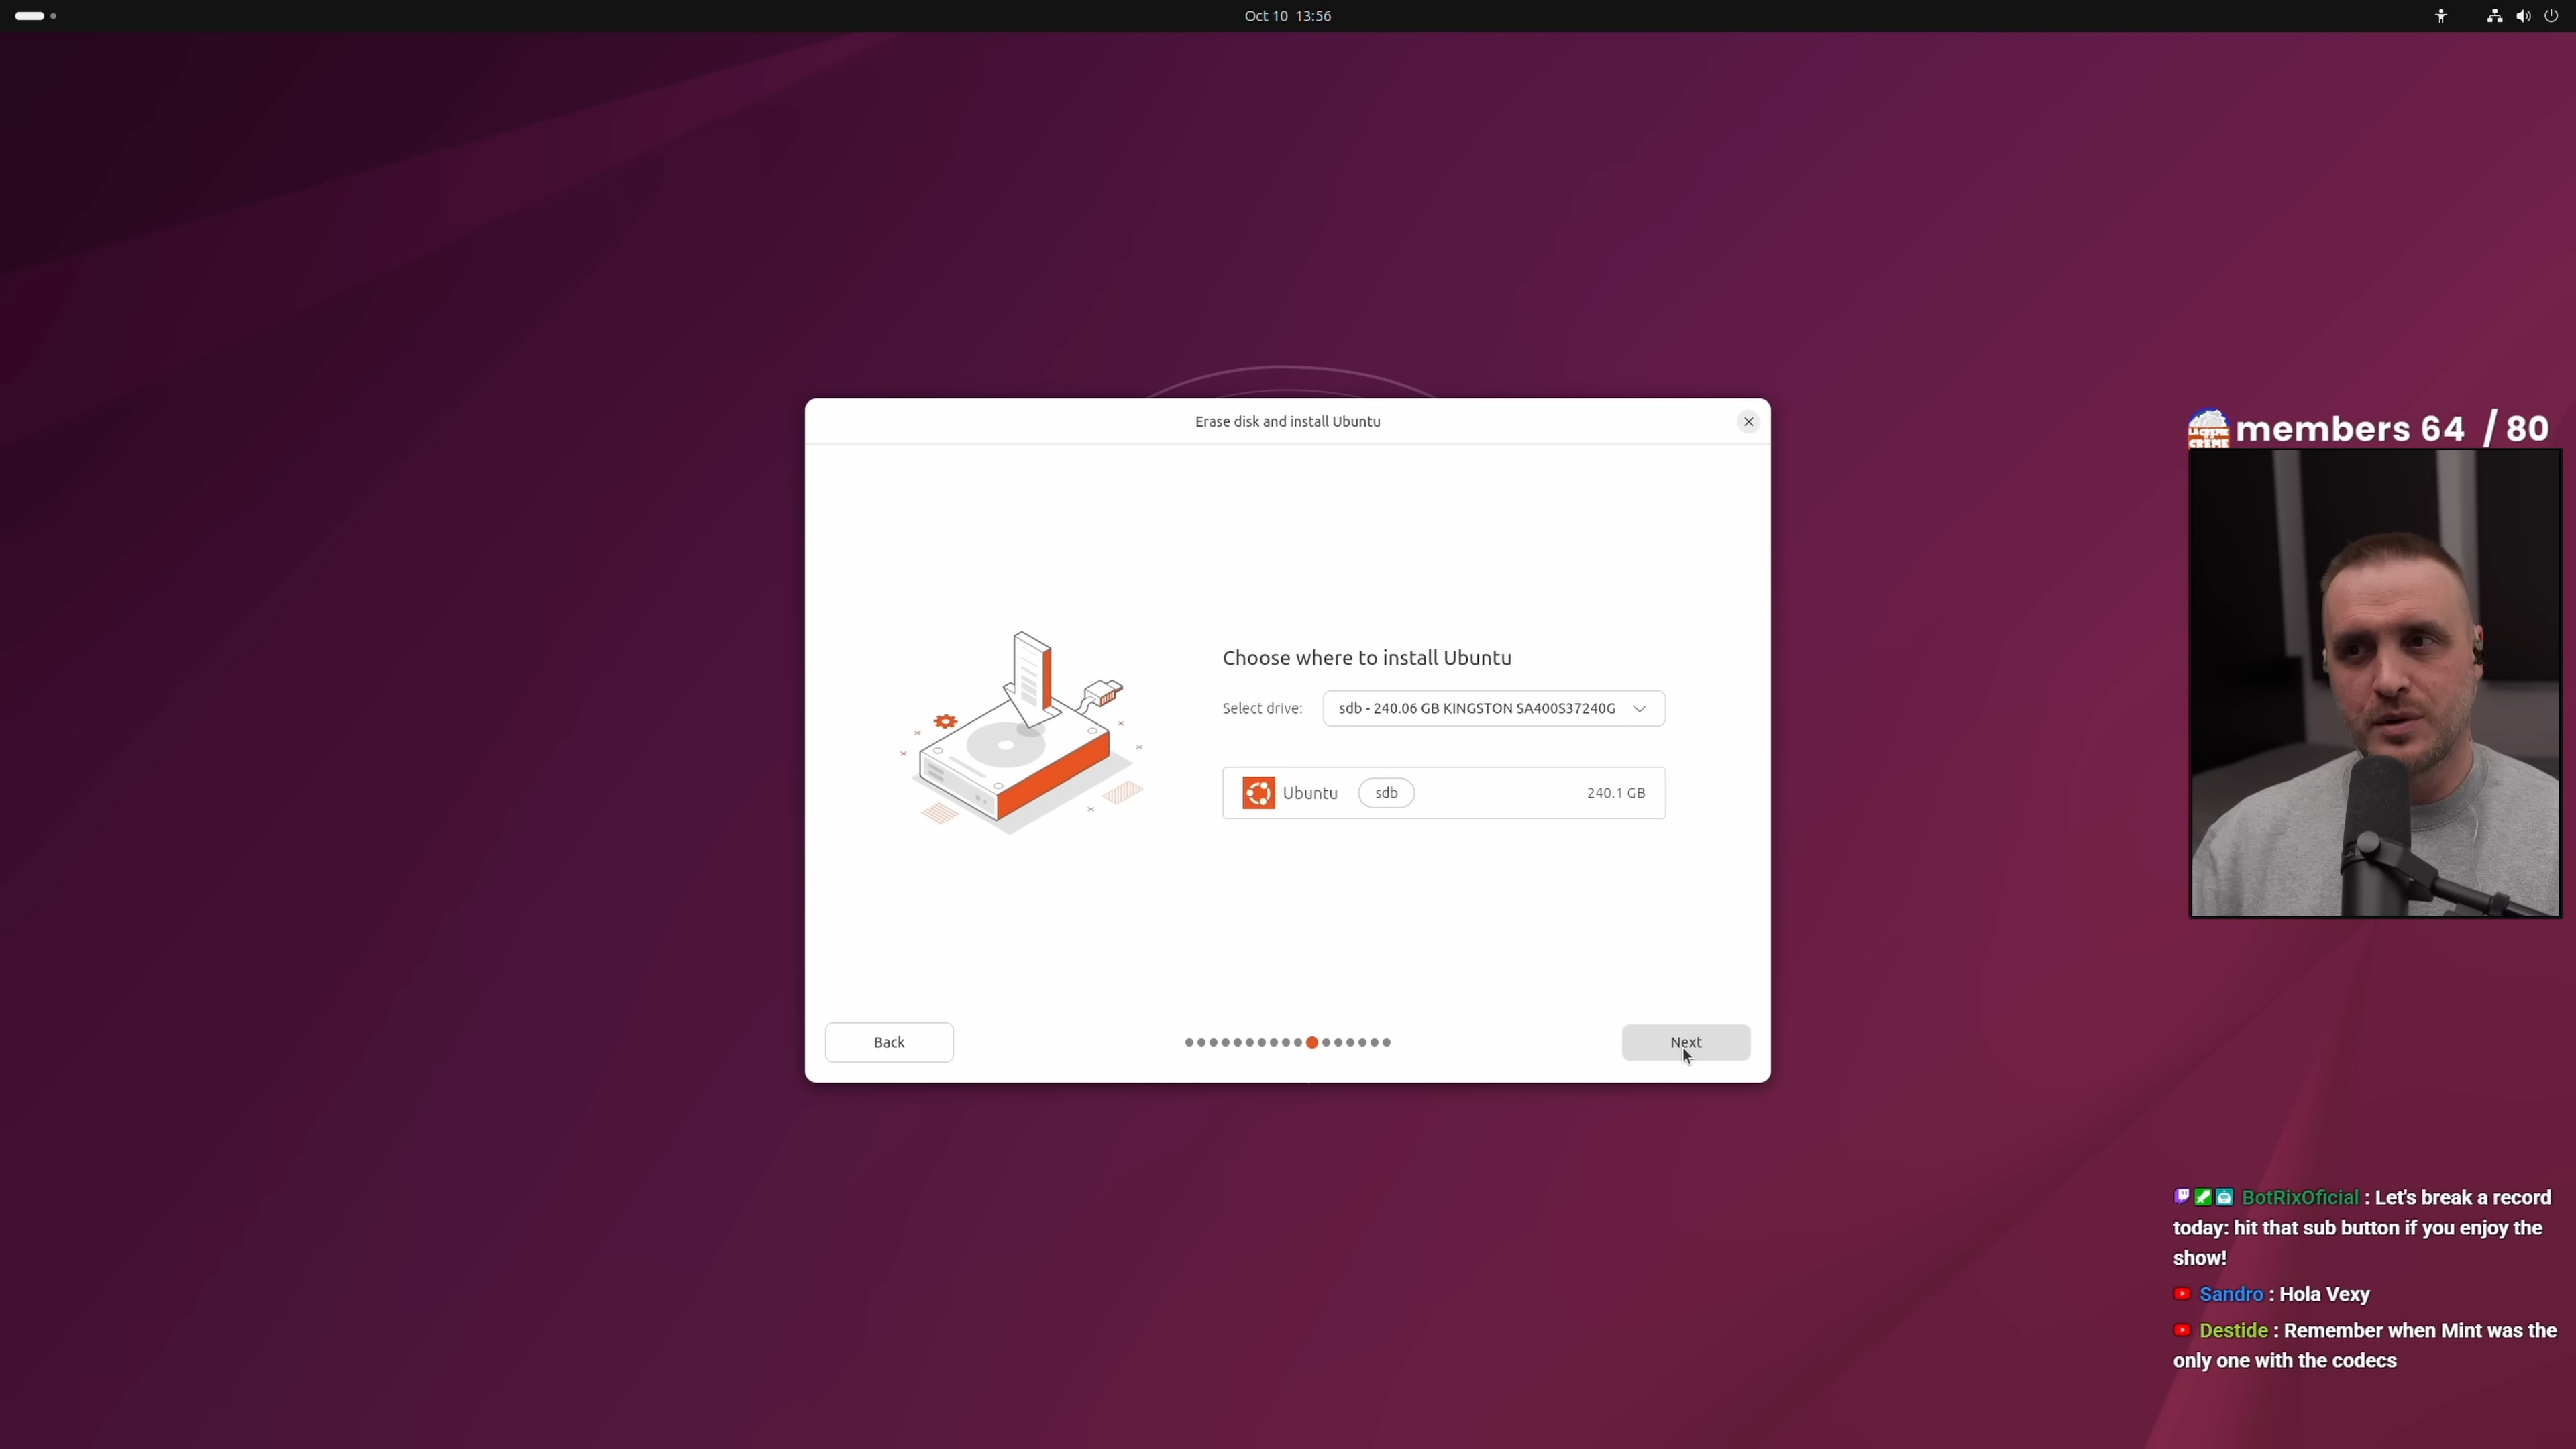 Oct 10 13:56
Erase disk and install Ubuntu
members 64 / 80
LA CREME
CREME
Choose where to install Ubuntu
Select drive: sdb - 240.06 GB KINGSTON SA400S37240G
Ubuntu sdb 240.1 GB
Back
Next
BotRixOficial : Let's break a record
today: hit that sub button if you enjoy the
show!
Sandro : Hola Vexy
Destide : Remember when Mint was the
only one with the codecs